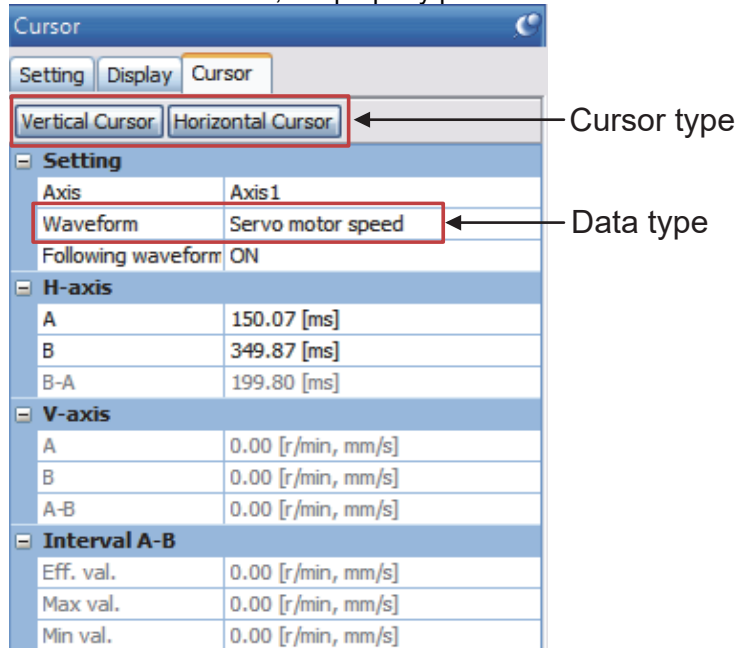 Cursor
Setting Display Cursor
Vertical Cursor Horizontal Cursor Cursor type
Setting
Axis Axis1
Waveform Servo motor speed Data type
Following waveform ON
H-axis
A 150.07 [ms]
B 349.87 [ms]
B-A 199.80 [ms]
V-axis
A 0.00 [r/min, mm/s]
B 0.00 [r/min, mm/s]
A-B 0.00 [r/min, mm/s]
Interval A-B
Eff. val. 0.00 [r/min, mm/s]
Max val. 0.00 [r/min, mm/s]
Min val. 0.00 [r/min, mm/s]